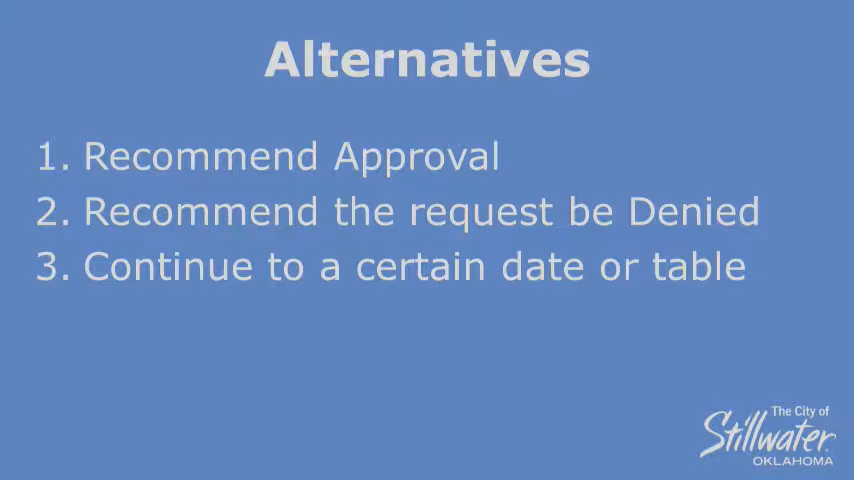 Alternatives
1. Recommend Approval
2. Recommend the request be Denied
3. Continue to a certain date or table
The City of
Stillwater
OKLAHOMA